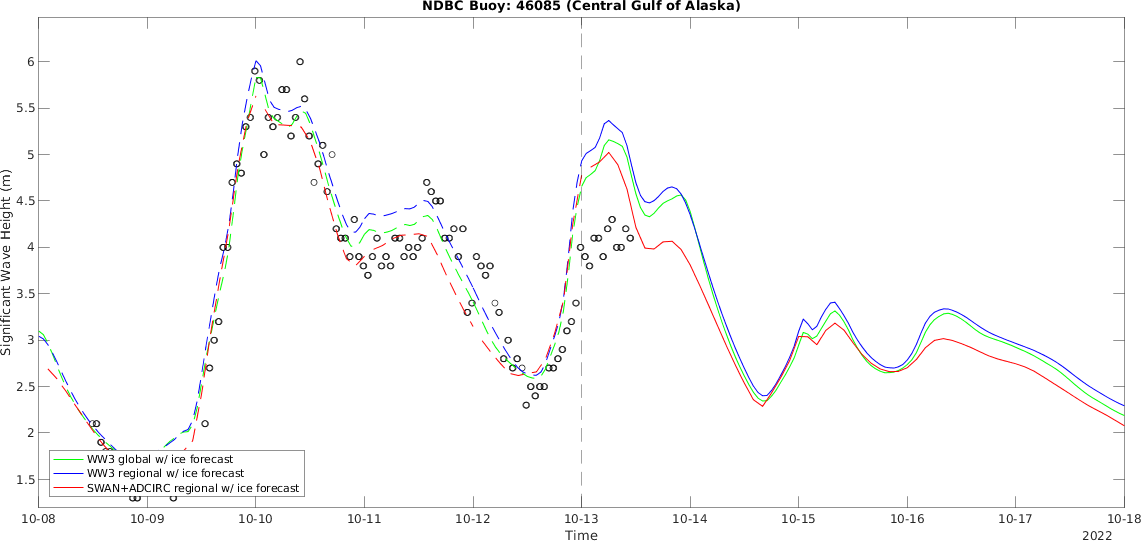 NDBC Buoy: 46085 (Central Gulf of Alaska)
Significant Wave Height (m)
6
5.5
5
4.5
4
3.5
3
2.5
2
1.5
WW3 global w/ ice forecast
WW3 regional w/ ice forecast
SWAN+ADCIRC regional w/ ice forecast
10-08 10-09 10-10 10-11 10-12 10-13 10-14 10-15 10-16 10-17 10-18
Time 2022